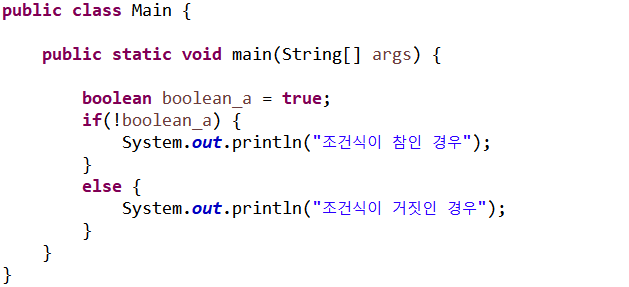 public class Main {
public static void main(String[] args) {
boolean boolean_a = true;
if(!boolean_a) {
System.out.println("조건식이 참인 경우");
}
else {
System.out.println("조건식이 거짓인 경우");
}
}
}